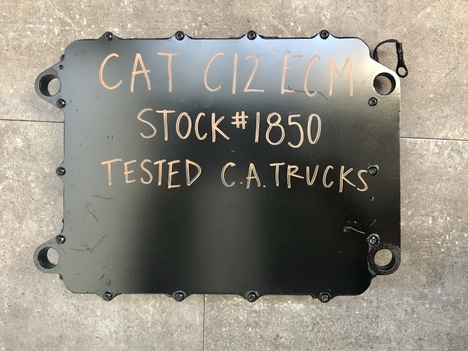 CAT C12 ECM
STOCK#1850
TESTED C.A.TRUCKS